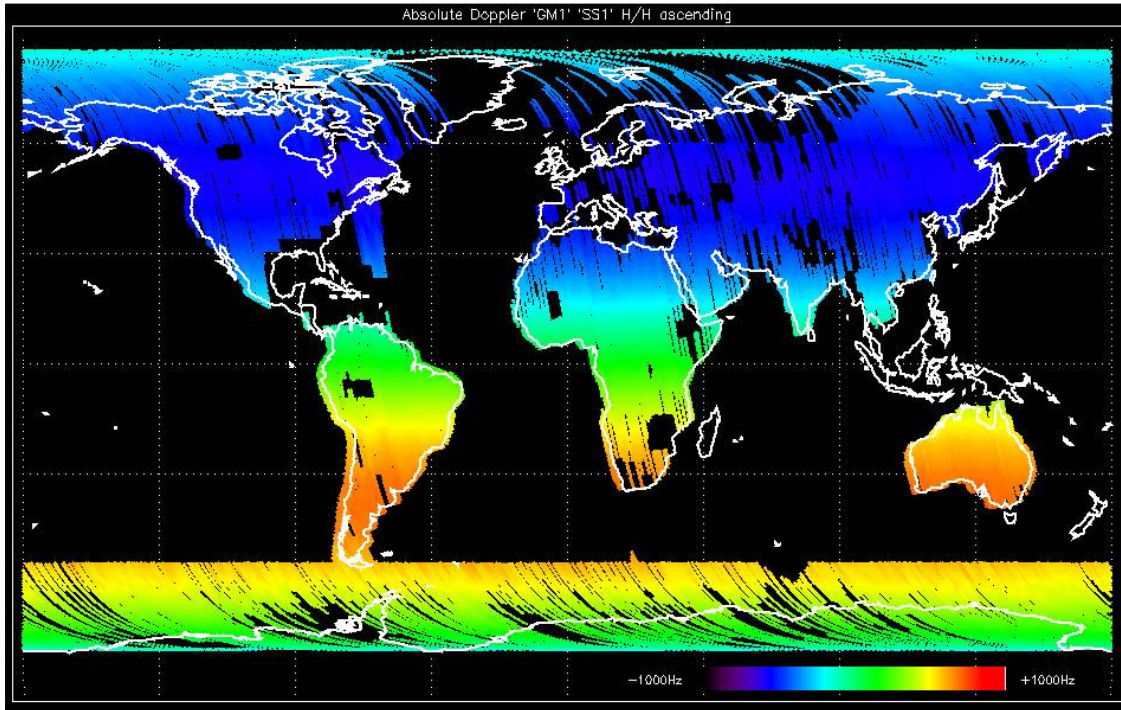 Absolute Doppler 'GM1' 'SS1' H/H ascending
-1000Hz +1000Hz